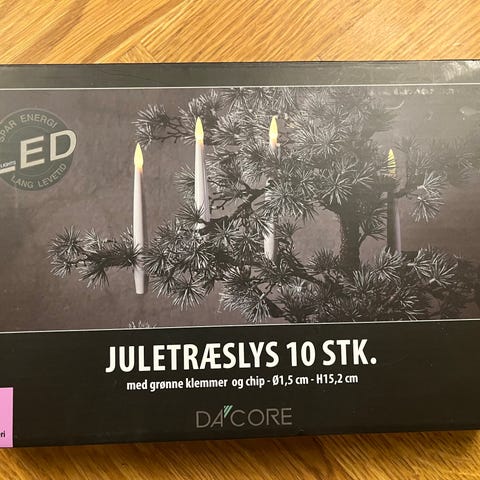 SPAR ENERGI
LED
LIGHTS
LANG LEVETID
JULETRÆSLYS 10 STK.
med grønne klemmer og chip - Ø1,5 cm - H15,2 cm
DA'CORE